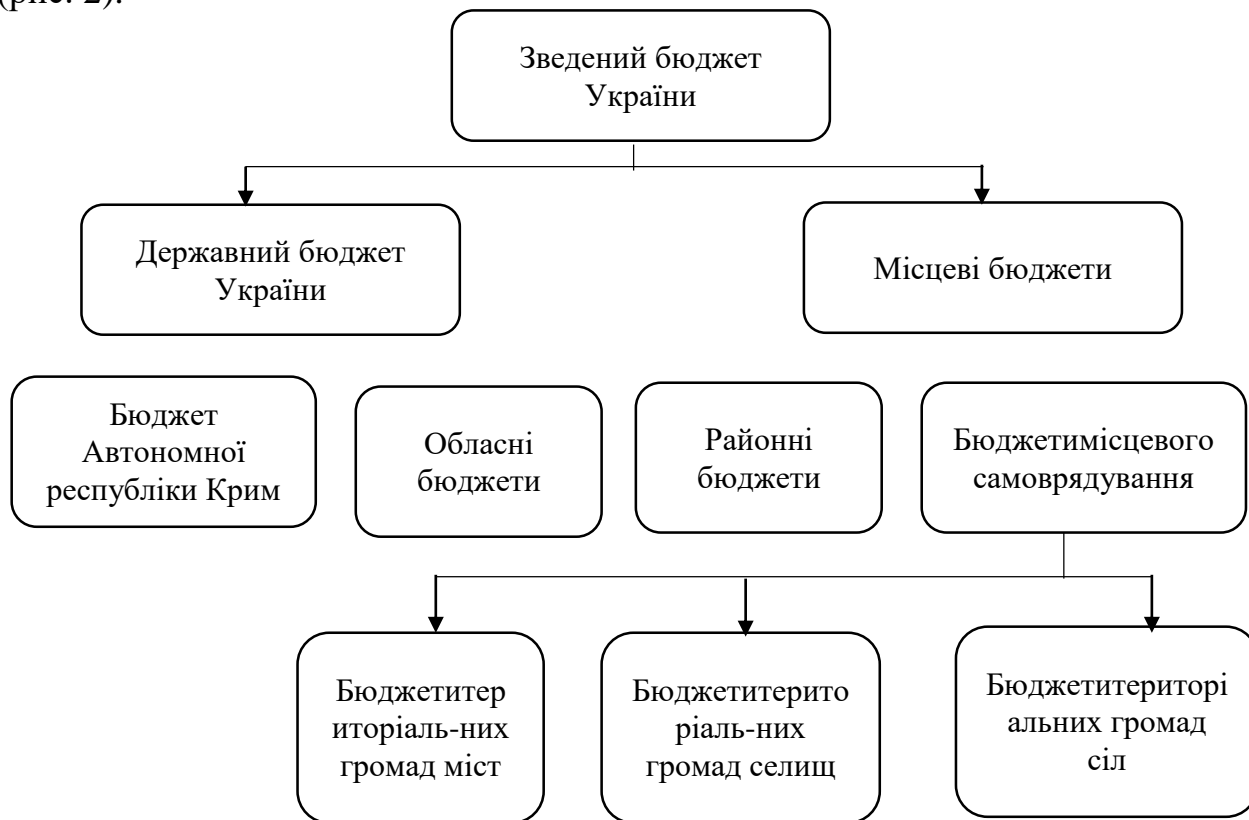 (рис. 2).
Зведений бюджет
України
Державний бюджет
України
Місцеві бюджети
Бюджет
Автономної
республіки Крим
Обласні
бюджети
Районні
бюджети
Бюджетимісцевого
самоврядування
Бюджетитер
иторіаль-них
громад міст
Бюджетитерито
ріаль-них
громад селищ
Бюджетитериторі
альних громад
сіл